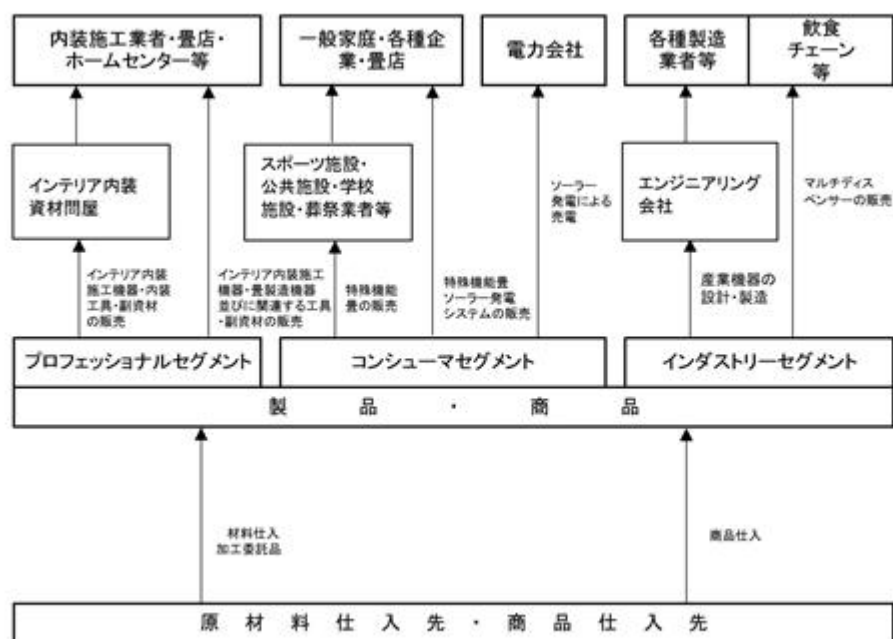 内装施工業者・畳店・
ホームセンター等
一般家庭・各種企
業・畳店
電力会社
各種製造
業者等
飲食
チェーン
等
インテリア内装
資材問屋
スポーツ施設・
公共施設・学校
施設・葬祭業者等
ソーラー
発電による
売電
エンジニアリング
会社
マルチディス
ペンサーの販売
インテリア内装
施工機器・内装
工具・副資材
の販売
インテリア内装施工
機器・畳製造機器
並びに関連する工具
・副資材の販売
特殊機能
畳の販売
特殊機能畳
ソーラー発電
システムの販売
産業機器の
設計・製造
プロフェッショナルセグメント
コンシューマセグメント
インダストリーセグメント
製品・商品
材料仕入
加工委託品
商品仕入
原材料仕入先・商品仕入先